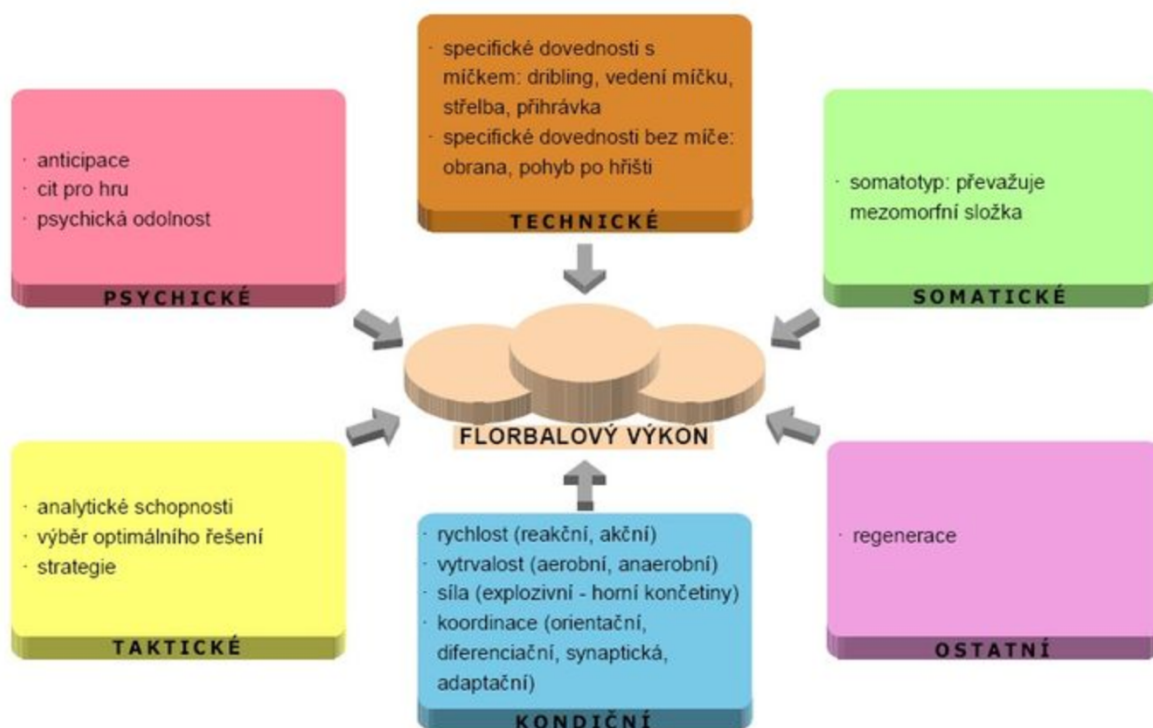 · specifické dovednosti s
míčkem: dribling, vedení míčku,
střelba, přihrávka
· specifické dovednosti bez míče:
obrana, pohyb po hřišti
TECHNICKÉ
· anticipace
· cit pro hru
· psychická odolnost
PSYCHICKÉ
· somatotyp: převažuje
mezomorfní složka
SOMATICKÉ
FLORBALOVÝ VÝKON
· analytické schopnosti
· výběr optimálního řešení
· strategie
TAKTICKÉ
· rychlost (reakční, akční)
· vytrvalost (aerobní, anaerobní)
· síla (explozivní - horní končetiny)
· koordinace (orientační,
diferenciační, synaptická,
adaptační)
KONDIČNÍ
· regenerace
OSTATNÍ